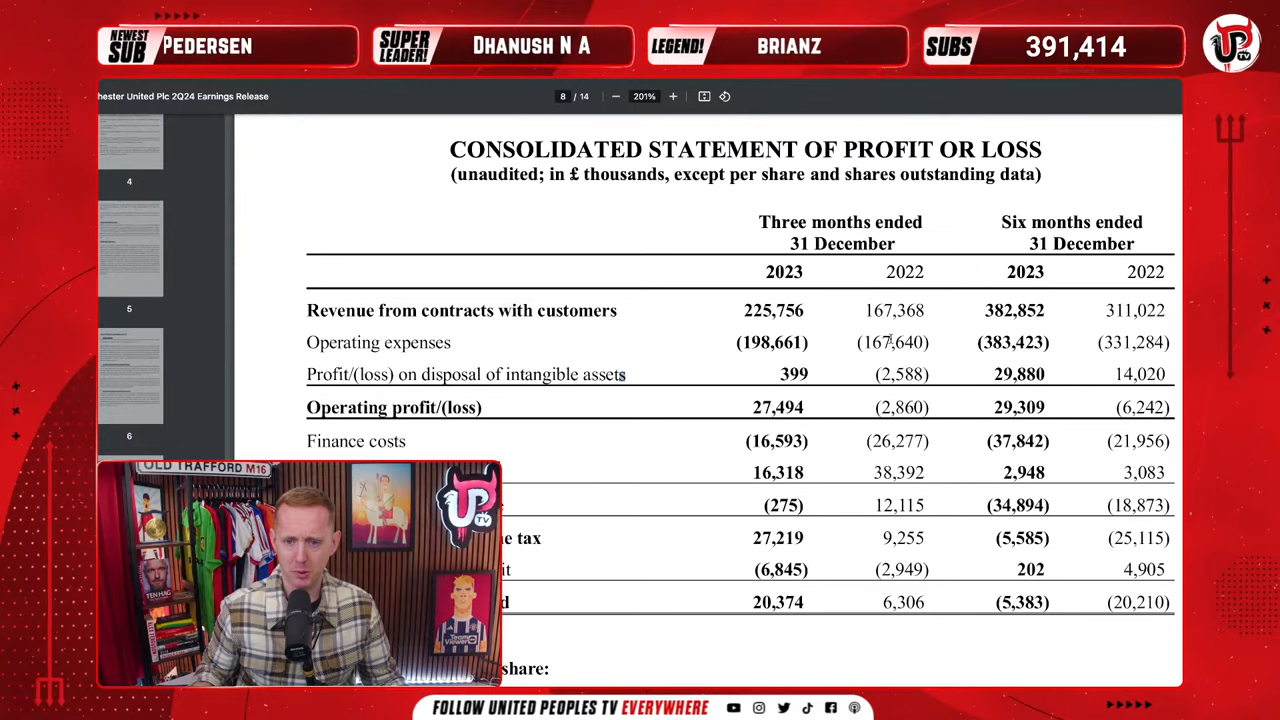 NEWEST SUB PEDERSEN SUPER LEADER! DHANUSH N A LEGEND! BRIANZ SUBS 391,414 UP TV
hester United Plc 2Q24 Earnings Release 8 / 14 − 201% +
4
5
6
CONSOLIDATED STATEMENT OF PROFIT OR LOSS
(unaudited; in £ thousands, except per share and shares outstanding data)
Three months ended 31 December Six months ended 31 December
2023 2022 2023 2022
Revenue from contracts with customers 225,756 167,368 382,852 311,022
Operating expenses (198,661) (167,640) (383,423) (331,284)
Profit/(loss) on disposal of intangible assets 399 (2,588) 29,880 14,020
Operating profit/(loss) 27,494 (2,860) 29,309 (6,242)
Finance costs (16,593) (26,277) (37,842) (21,956)
16,318 38,392 2,948 3,083
(275) 12,115 (34,894) (18,873)
e tax 27,219 9,255 (5,585) (25,115)
it (6,845) (2,949) 202 4,905
d 20,374 6,306 (5,383) (20,210)
share:
OLD TRAFFORD M16
UP TV
TEN HAG
TeamViewer
FOLLOW UNITED PEOPLES TV EVERYWHERE